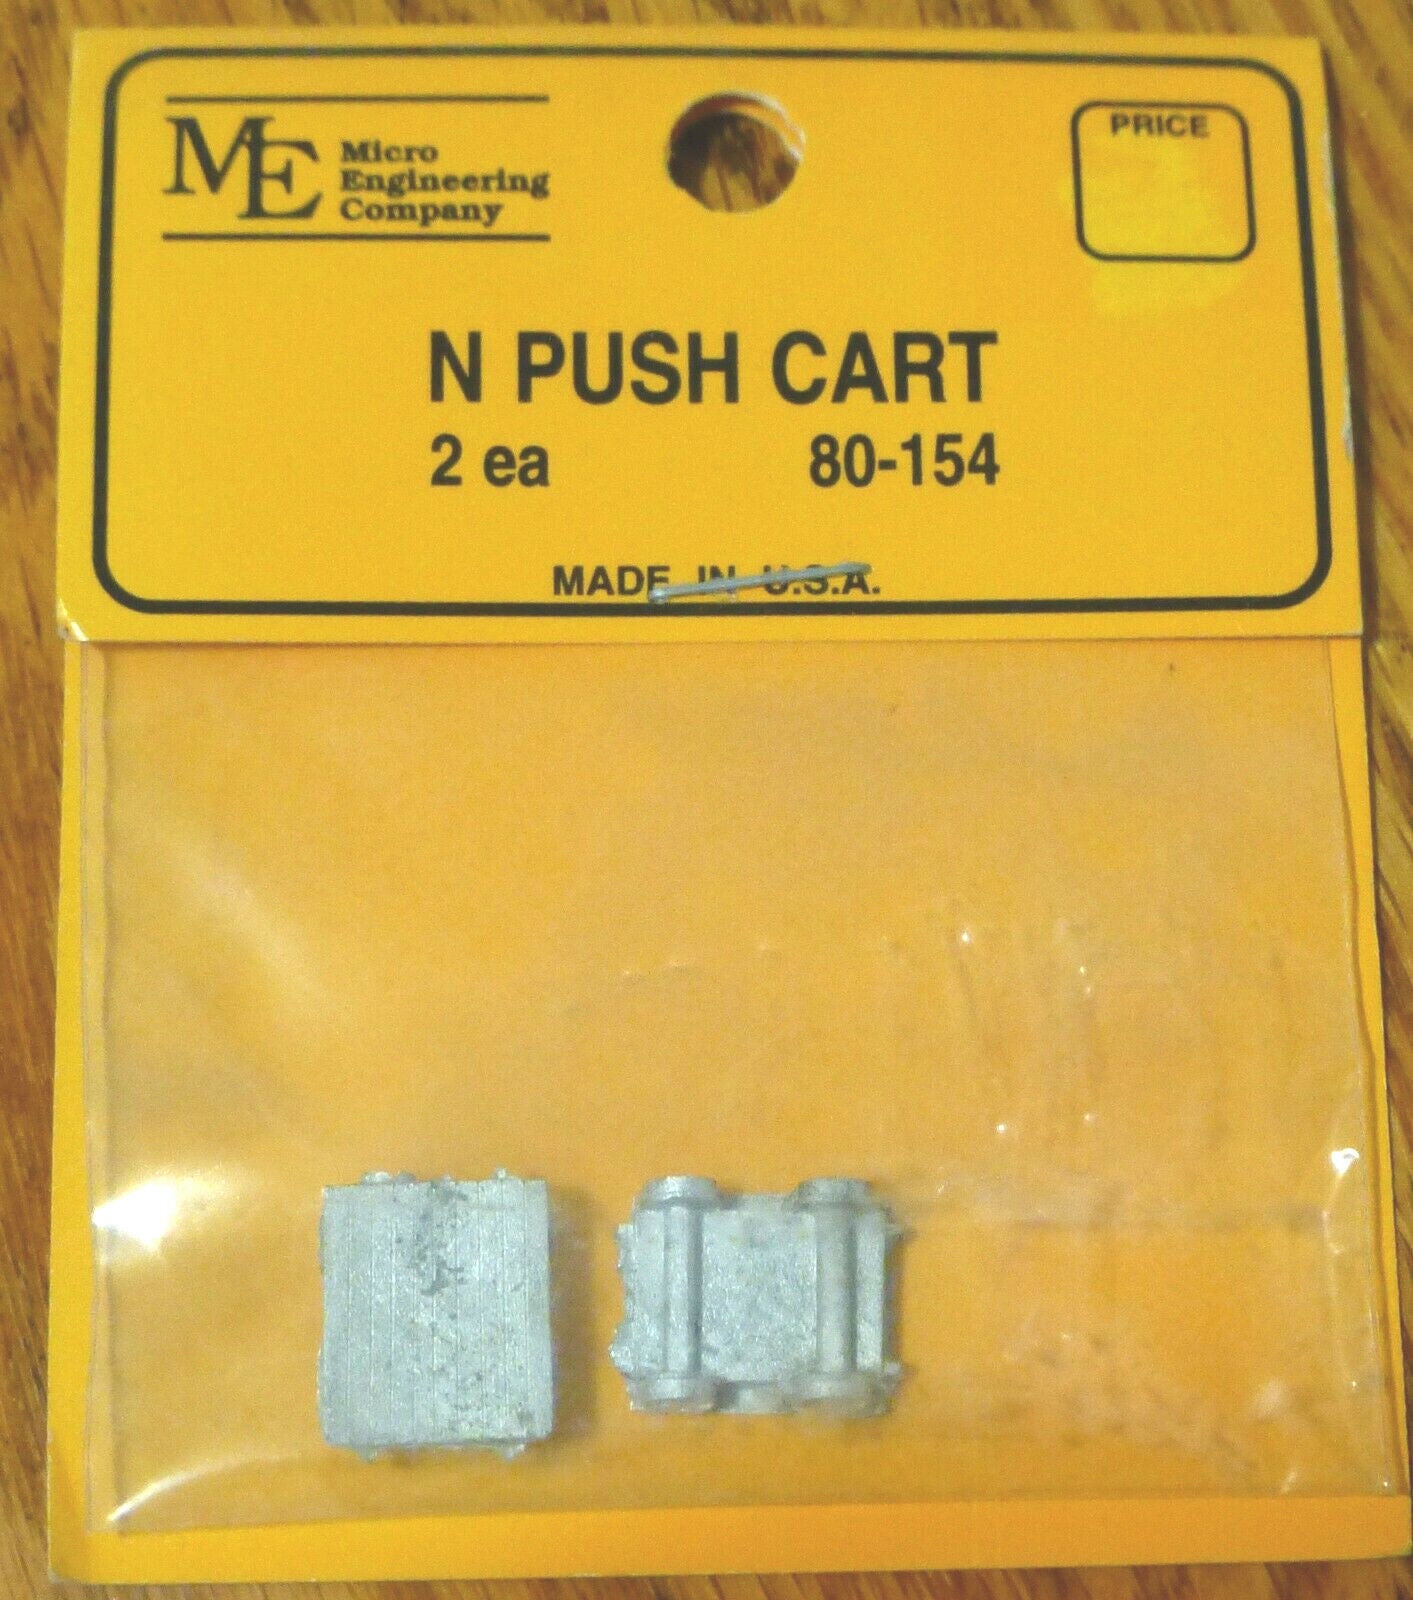 ME
Micro
Engineering
Company
PRICE
N PUSH CART
2 ea 80-154
MADE IN U.S.A.